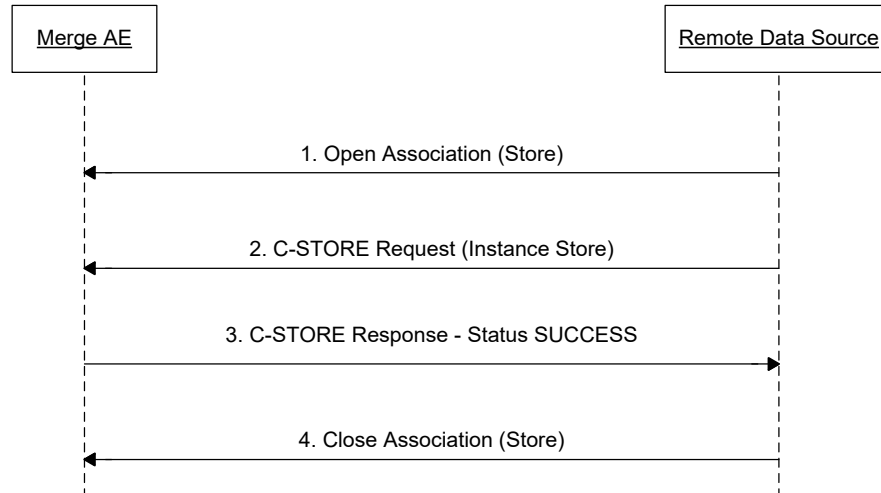 Merge AE
Remote Data Source
1. Open Association (Store)
2. C-STORE Request (Instance Store)
3. C-STORE Response - Status SUCCESS
4. Close Association (Store)